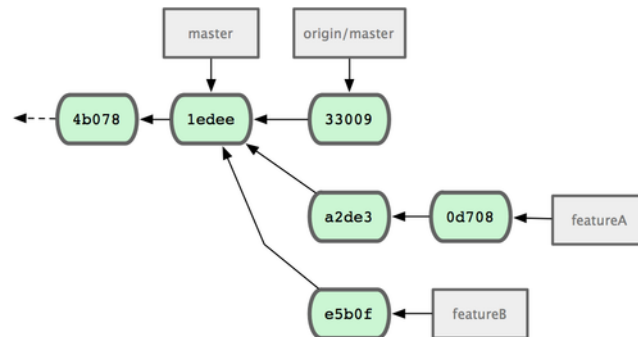 master
origin/master
4b078
1edee
33009
a2de3
0d708
featureA
e5b0f
featureB